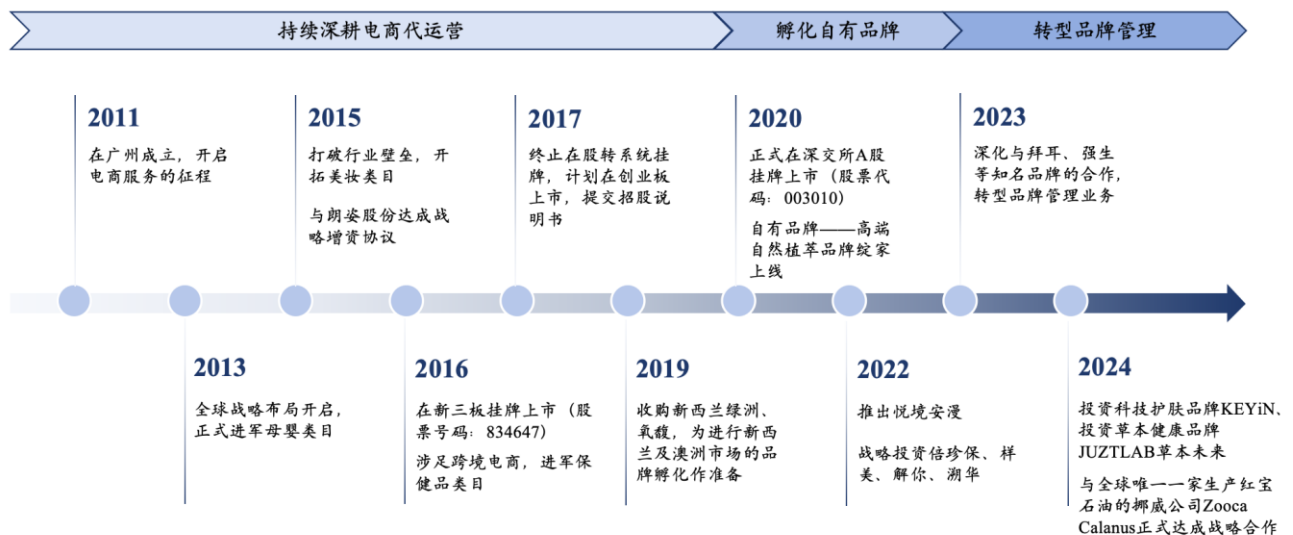 持续深耕电商代运营
孵化自有品牌
转型品牌管理
2011
在广州成立，开启
电商服务的征程
2015
打破行业壁垒，开
拓美妆类目
与朗姿股份达成战
略增资协议
2017
终止在股转系统挂
牌，计划在创业板
上市，提交招股说
明书
2020
正式在深交所A股
挂牌上市（股票代
码：003010）
自有品牌——高端
自然植萃品牌绽家
上线
2023
深化与拜耳、强生
等知名品牌的合作，
转型品牌管理业务
2013
全球战略布局开启，
正式进军母婴类目
2016
在新三板挂牌上市（股
票号码：834647）
涉足跨境电商，进军保
健品类目
2019
收购新西兰绿洲、
氧馥，为进行新西
兰及澳洲市场的品
牌孵化作准备
2022
推出悦境安漫
战略投资倍珍保、样
美、解你、溯华
2024
投资科技护肤品牌KEYiN、
投资草本健康品牌
JUZTLAB草本未来
与全球唯一一家生产红宝
石油的挪威公司Zooca
Calanus正式达成战略合作